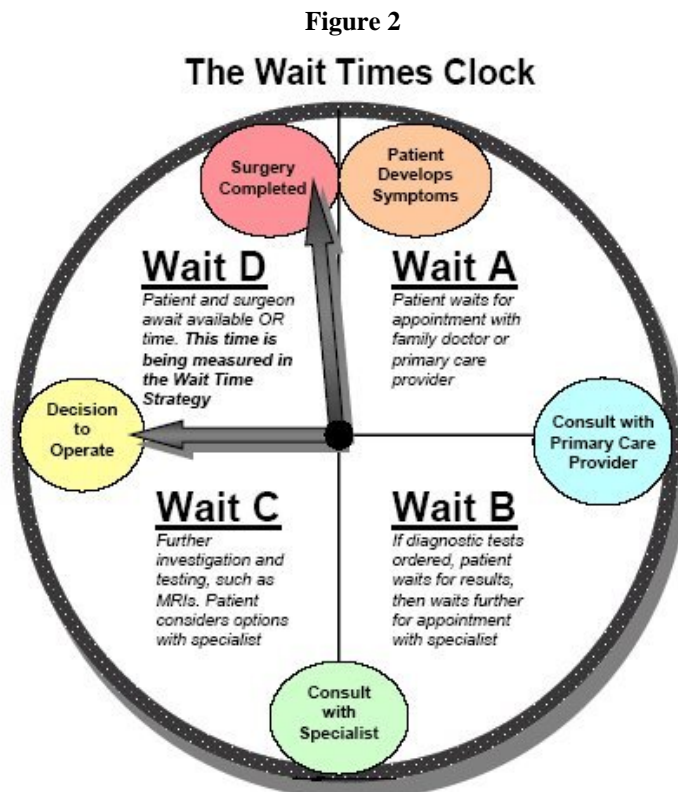 Figure 2
The Wait Times Clock
Surgery
Completed
Patient
Develops
Symptoms
Wait D
Patient and surgeon
await available OR
time. This time is
being measured in
the Wait Time
Strategy
Wait A
Patient waits for
appointment with
family doctor or
primary care
provider
Decision
to
Operate
Consult with
Primary Care
Provider
Wait C
Further
investigation and
testing, such as
MRIs. Patient
considers options
with specialist
Wait B
If diagnostic tests
ordered, patient
waits for results,
then waits further
for appointment
with specialist
Consult
with
Specialist